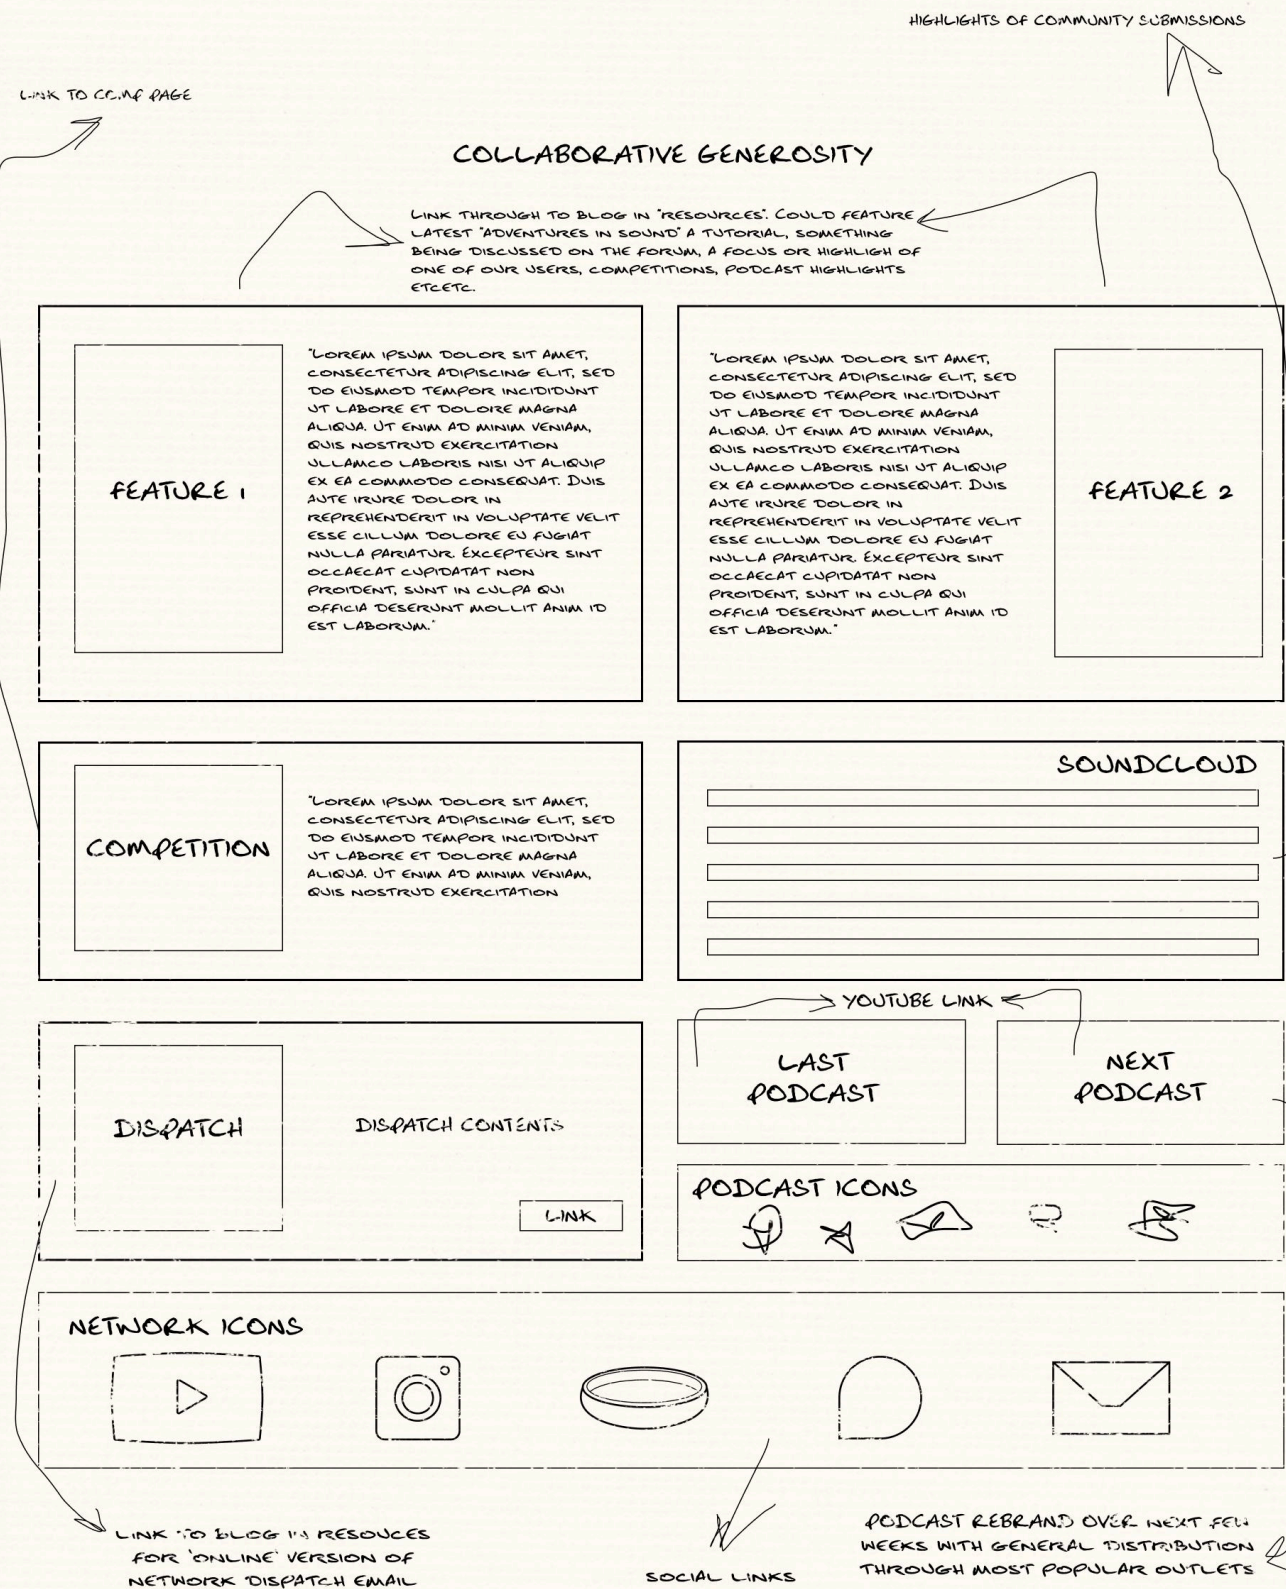 HIGHLIGHTS OF COMMUNITY SUBMISSIONS
LINK TO COMP PAGE
COLLABORATIVE GENEROSITY
LINK THROUGH TO BLOG IN "RESOURCES". COULD FEATURE
LATEST "ADVENTURES IN SOUND" A TUTORIAL, SOMETHING
BEING DISCUSSED ON THE FORUM, A FOCUS OR HIGHLIGH OF
ONE OF OUR USERS, COMPETITIONS, PODCAST HIGHLIGHTS
ETCETC.
FEATURE 1
"LOREM IPSUM DOLOR SIT AMET,
CONSECTETUR ADIPISCING ELIT, SED
DO EIUSMOD TEMPOR INCIDIDUNT
UT LABORE ET DOLORE MAGNA
ALIQUA. UT ENIM AD MINIM VENIAM,
QUIS NOSTRUD EXERCITATION
ULLAMCO LABORIS NISI UT ALIQUIP
EX EA COMMODO CONSEQUAT. DUIS
AUTE IRURE DOLOR IN
REPREHENDERIT IN VOLUPTATE VELIT
ESSE CILLUM DOLORE EU FUGIAT
NULLA PARIATUR. EXCEPTEUR SINT
OCCAECAT CUPIDATAT NON
PROIDENT, SUNT IN CULPA QUI
OFFICIA DESERUNT MOLLIT ANIM ID
EST LABORUM."
"LOREM IPSUM DOLOR SIT AMET,
CONSECTETUR ADIPISCING ELIT, SED
DO EIUSMOD TEMPOR INCIDIDUNT
UT LABORE ET DOLORE MAGNA
ALIQUA. UT ENIM AD MINIM VENIAM,
QUIS NOSTRUD EXERCITATION
ULLAMCO LABORIS NISI UT ALIQUIP
EX EA COMMODO CONSEQUAT. DUIS
AUTE IRURE DOLOR IN
REPREHENDERIT IN VOLUPTATE VELIT
ESSE CILLUM DOLORE EU FUGIAT
NULLA PARIATUR. EXCEPTEUR SINT
OCCAECAT CUPIDATAT NON
PROIDENT, SUNT IN CULPA QUI
OFFICIA DESERUNT MOLLIT ANIM ID
EST LABORUM."
FEATURE 2
COMPETITION
"LOREM IPSUM DOLOR SIT AMET,
CONSECTETUR ADIPISCING ELIT, SED
DO EIUSMOD TEMPOR INCIDIDUNT
UT LABORE ET DOLORE MAGNA
ALIQUA. UT ENIM AD MINIM VENIAM,
QUIS NOSTRUD EXERCITATION
SOUNDCLOUD
YOUTUBE LINK
DISPATCH
DISPATCH CONTENTS
LINK
LAST
PODCAST
NEXT
PODCAST
PODCAST ICONS
NETWORK ICONS
LINK TO BLOG IN RESOUCES
FOR 'ONLINE' VERSION OF
NETWORK DISPATCH EMAIL
SOCIAL LINKS
PODCAST REBRAND OVER NEXT FEW
WEEKS WITH GENERAL DISTRIBUTION
THROUGH MOST POPULAR OUTLETS